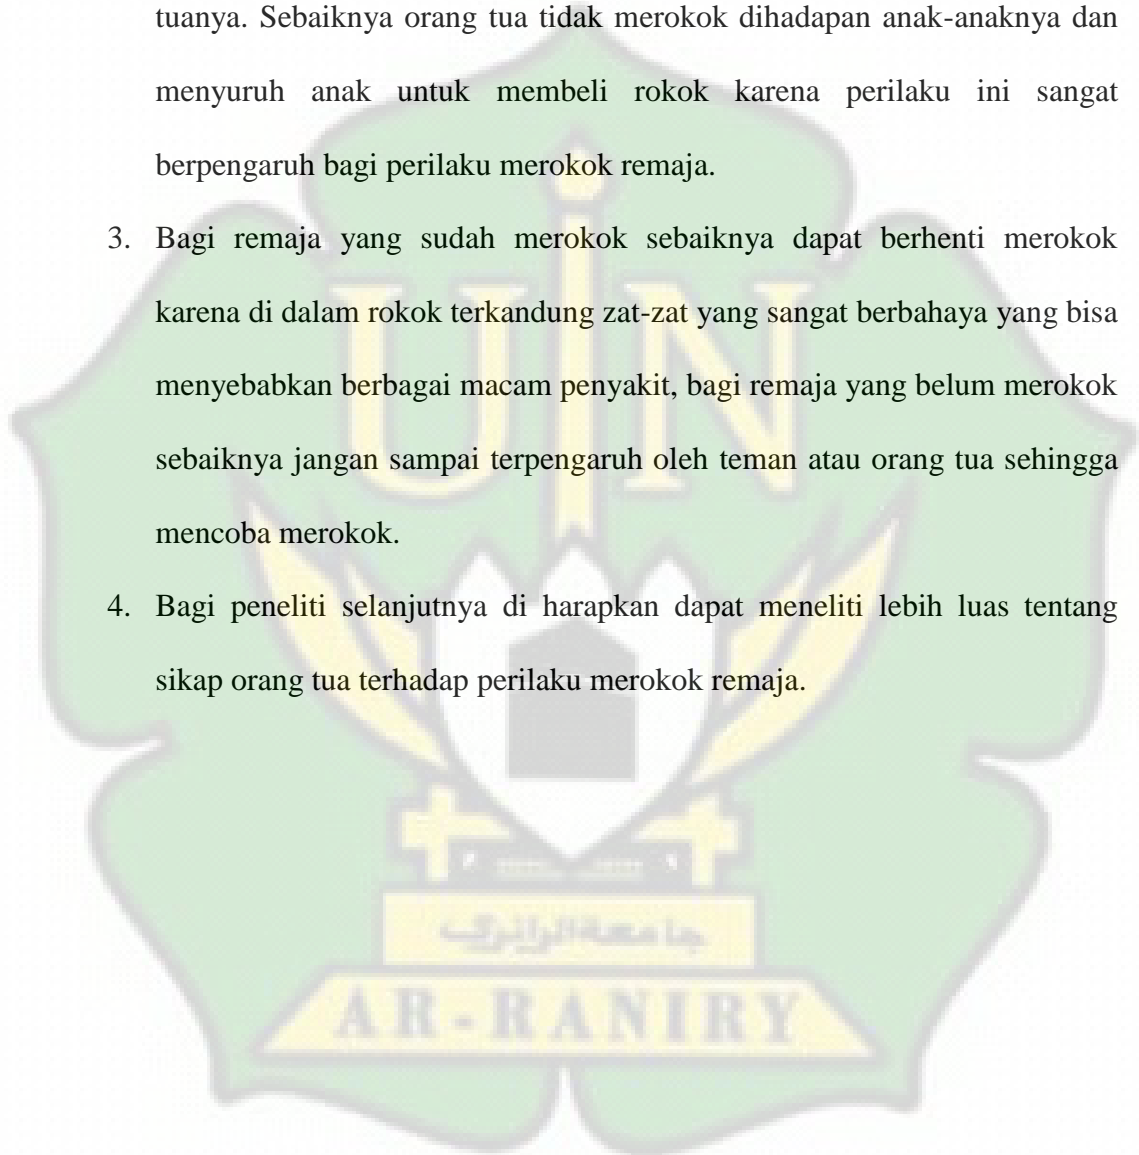 tuanya. Sebaiknya orang tua tidak merokok dihadapan anak-anaknya dan
menyuruh anak untuk membeli rokok karena perilaku ini sangat
berpengaruh bagi perilaku merokok remaja.
3. Bagi remaja yang sudah merokok sebaiknya dapat berhenti merokok
karena di dalam rokok terkandung zat-zat yang sangat berbahaya yang bisa
menyebabkan berbagai macam penyakit, bagi remaja yang belum merokok
sebaiknya jangan sampai terpengaruh oleh teman atau orang tua sehingga
mencoba merokok.
4. Bagi peneliti selanjutnya di harapkan dapat meneliti lebih luas tentang
sikap orang tua terhadap perilaku merokok remaja.
UIN
جامعة الرانري
AR-RANIRY